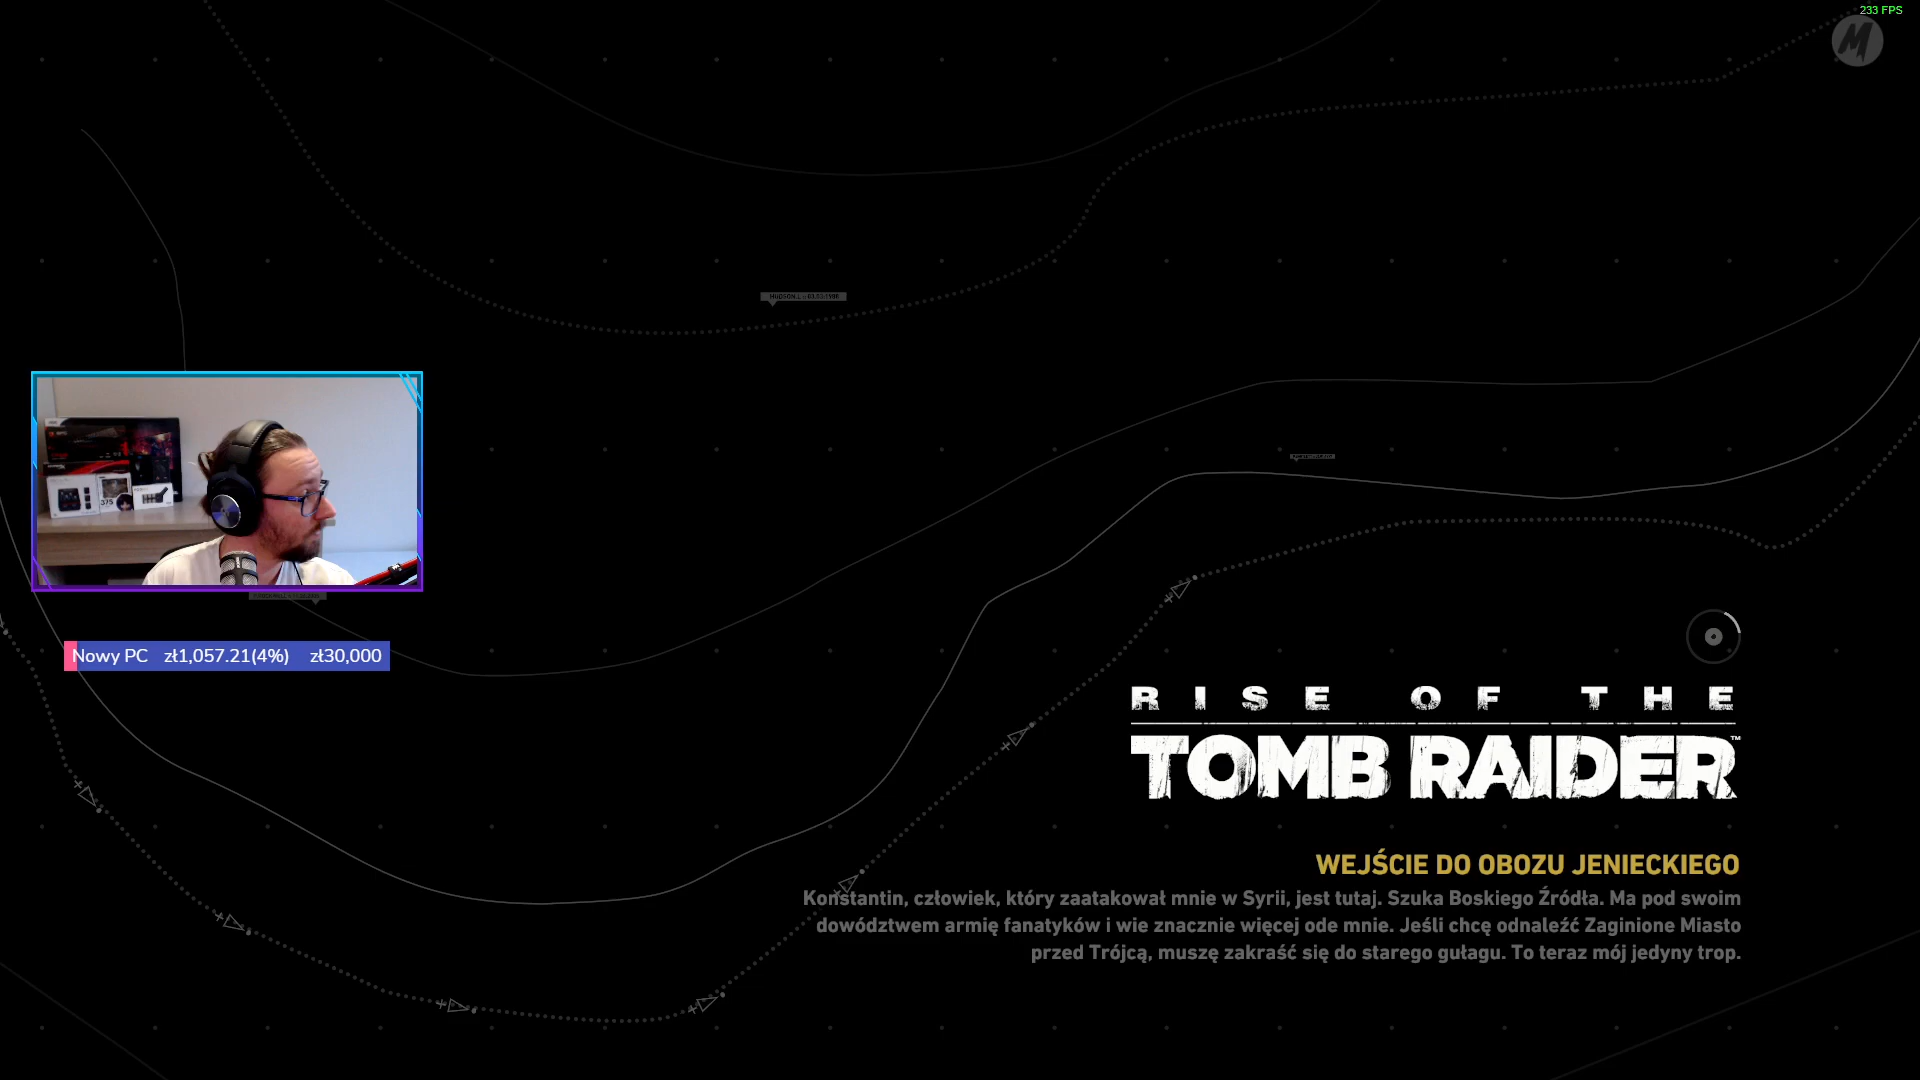 233 FPS
Nowy PC zł1,057.21(4%) zł30,000
RISE OF THE
TOMB RAIDER™
WEJŚCIE DO OBOZU JENIECKIEGO
Konstantin, człowiek, który zaatakował mnie w Syrii, jest tutaj. Szuka Boskiego Źródła. Ma pod swoim
dowództwem armię fanatyków i wie znacznie więcej ode mnie. Jeśli chcę odnaleźć Zaginione Miasto
przed Trójcą, muszę zakraść się do starego gułagu. To teraz mój jedyny trop.